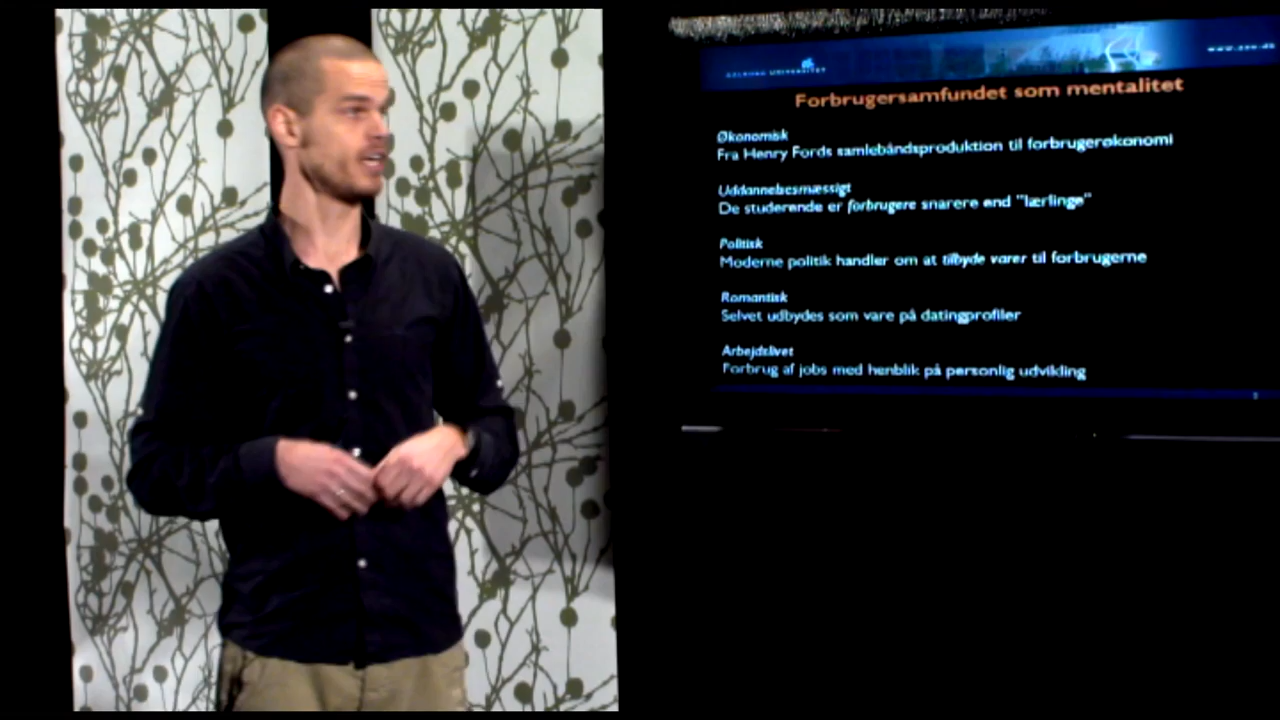 AALBORG UNIVERSITET
Forbrugersamfundet som mentalitet
Økonomisk
Fra Henry Fords samlebåndsproduktion til forbrugerøkonomi
Uddannelsesmæssigt
De studerende er forbrugere snarere end "lærlinge"
Politisk
Moderne politik handler om at tilbyde varer til forbrugerne
Romantisk
Selvet udbydes som vare på datingprofiler
Arbejdslivet
Forbrug af jobs med henblik på personlig udvikling